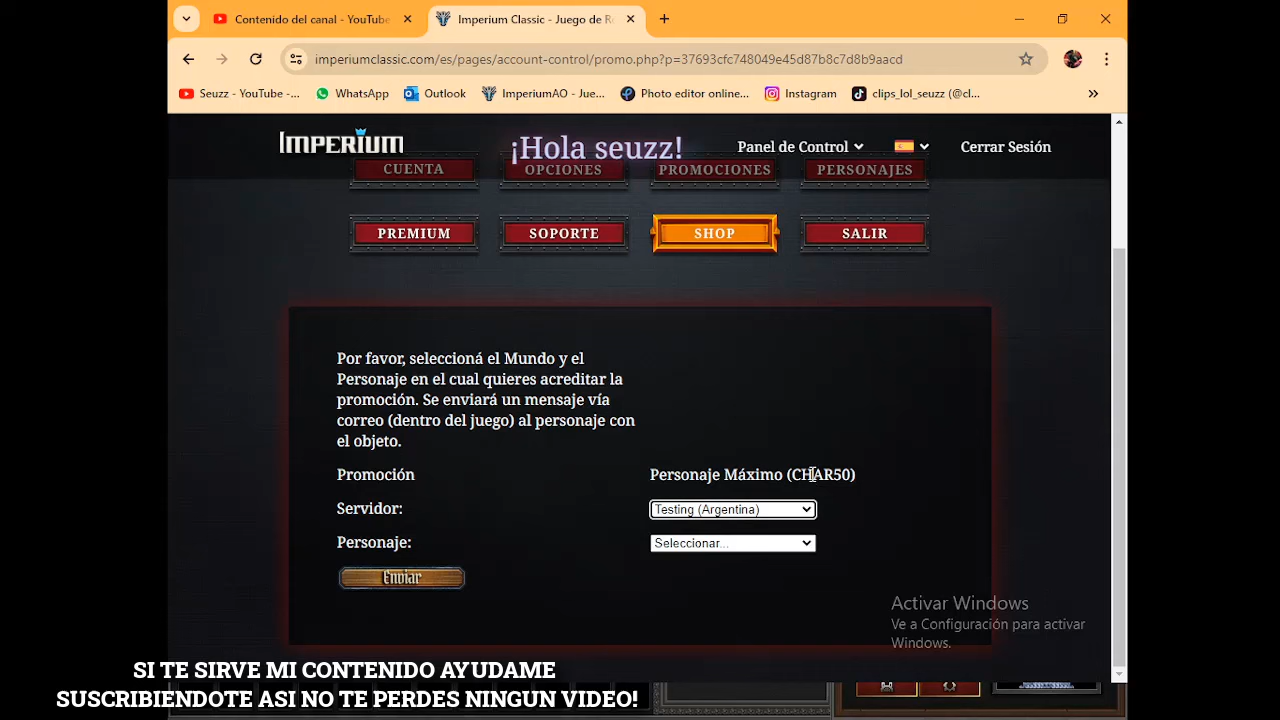 Contenido del canal - YouTube
Imperium Classic - Juego de R
imperiumclassic.com/es/pages/account-control/promo.php?p=37693cfc748049e45d87b8c7d8b9aacd
Seuzz - YouTube -...
WhatsApp
Outlook
ImperiumAO - Jue...
Photo editor online...
Instagram
clips_lol_seuzz (@cl...
IMPERIUM
¡Hola seuzz!
Panel de Control
Cerrar Sesión
CUENTA
OPCIONES
PROMOCIONES
PERSONAJES
PREMIUM
SOPORTE
SHOP
SALIR
Por favor, seleccioná el Mundo y el
Personaje en el cual quieres acreditar la
promoción. Se enviará un mensaje vía
correo (dentro del juego) al personaje con
el objeto.
Promoción
Personaje Máximo (CHAR50)
Servidor:
Testing (Argentina)
Personaje:
Seleccionar...
Enviar
Activar Windows
Ve a Configuración para activar
Windows.
SI TE SIRVE MI CONTENIDO AYUDAME
SUSCRIBIENDOTE ASI NO TE PERDES NINGUN VIDEO!